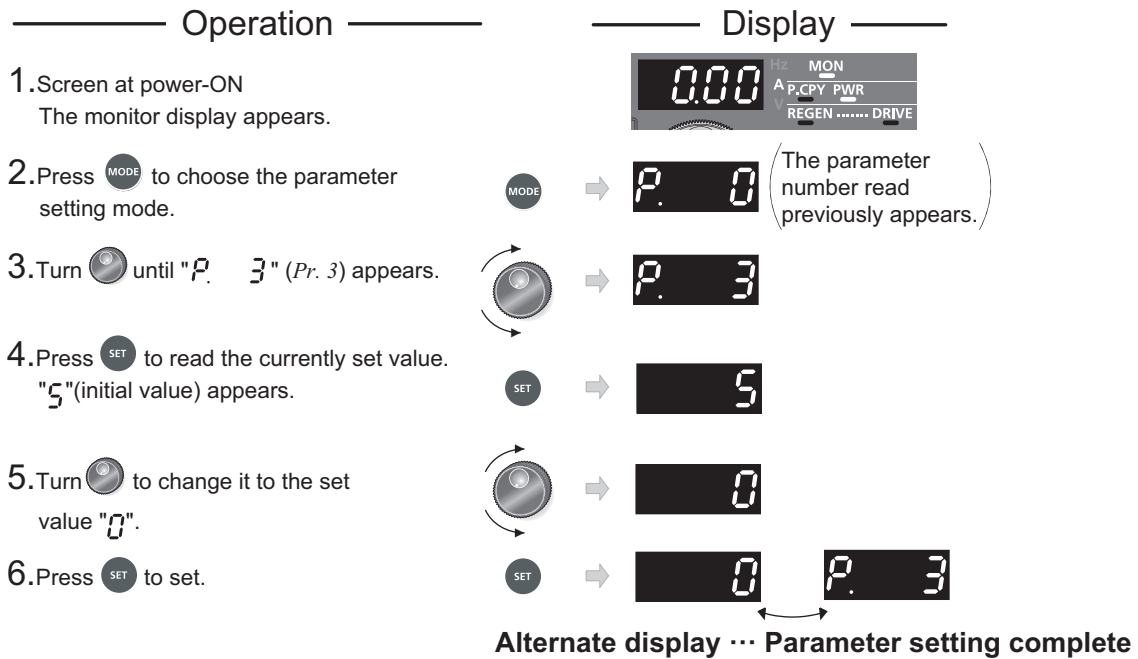 Operation
Display
1.Screen at power-ON
The monitor display appears.
0.00
Hz MON
A P.CPY PWR
V REGEN ....... DRIVE
2.Press MODE to choose the parameter
setting mode.
MODE
P. 0
The parameter
number read
previously appears.
3.Turn until "P. 3" (Pr. 3) appears.
P. 3
4.Press SET to read the currently set value.
"5"(initial value) appears.
SET
5
5.Turn to change it to the set
value "0".
0
6.Press SET to set.
SET
0
P. 3
Alternate display ··· Parameter setting complete